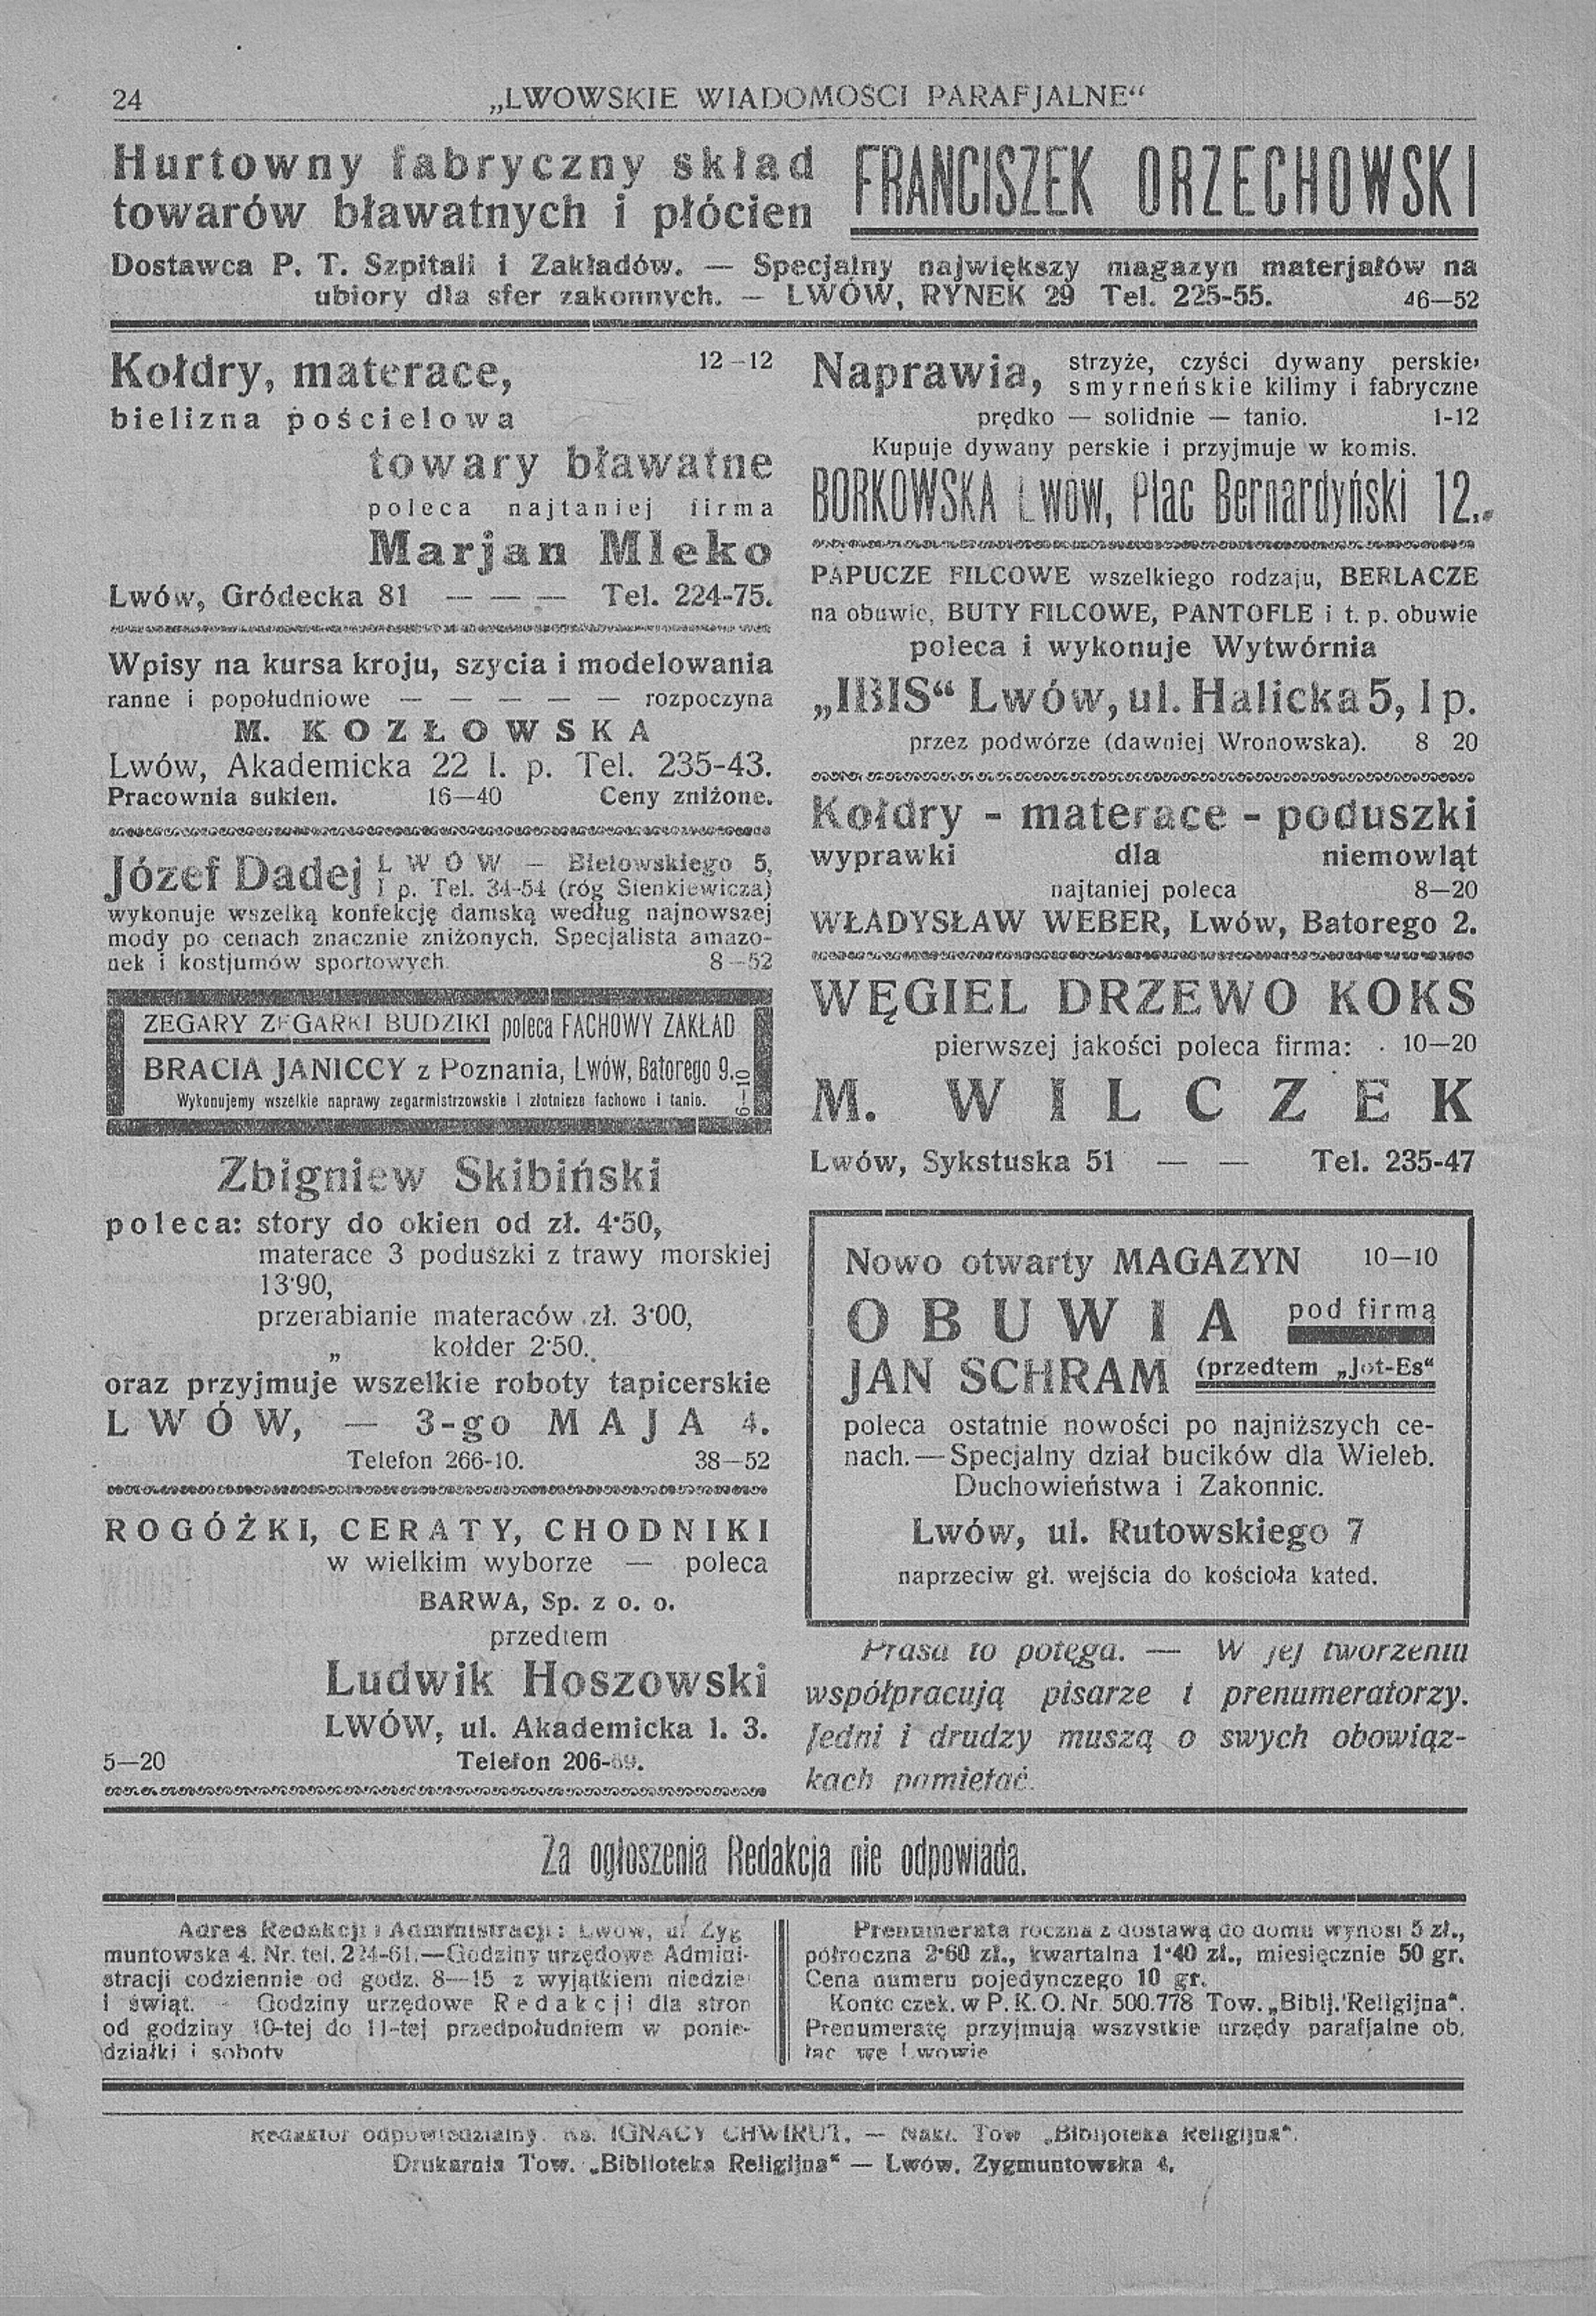 24 „LWOWSKIE WIADOMOŚCI PARAFJALNE“
Hurtowny fabryczny skład
towarów bławatnych i płócien
FRANCISZEK ORZECHOWSKI
Dostawca P. T. Szpitali i Zakładów. — Specjalny największy magazyn materjałów na
ubiory dla sfer zakonnych. — LWÓW, RYNEK 29 Tel. 225-55. 46—52
Kołdry, materace, 12—12
bielizna pościelowa
towary bławatne
poleca najtaniej firma
Marjan Mleko
Lwów, Gródecka 81 — — — Tel. 224-75.
Wpisy na kursa kroju, szycia i modelowania
ranne i popołudniowe — — — — — rozpoczyna
M. KOZŁOWSKA
Lwów, Akademicka 22 I. p. Tel. 235-43.
Pracownia sukien. 16—40 Ceny zniżone.
Józef Dadej LWÓW — Bielowskiego 5,
I p. Tel. 34-54 (róg Sienkiewicza)
wykonuje wszelką konfekcję damską według najnowszej
mody po cenach znacznie zniżonych. Specjalista amazo-
nek i kostjumów sportowych. 8—52
ZEGARY ZEGARKI BUDZIKI poleca FACHOWY ZAKŁAD
BRACIA JANICCY z Poznania, Lwów, Batorego 9.
Wykonujemy wszelkie naprawy zegarmistrzowskie i złotnicze fachowo i tanio. 6—10
Zbigniew Skibiński
poleca: story do okien od zł. 4·50,
materace 3 poduszki z trawy morskiej
13·90,
przerabianie materaców zł. 3·00,
„ kołder 2·50.
oraz przyjmuje wszelkie roboty tapicerskie
LWÓW, — 3-go MAJA 4.
Telefon 266-10. 38—52
ROGÓŻKI, CERATY, CHODNIKI
w wielkim wyborze — poleca
BARWA, Sp. z o. o.
przedtem
Ludwik Hoszowski
LWÓW, ul. Akademicka l. 3.
5—20 Telefon 206-
Naprawia, strzyże, czyści dywany perskie,
smyrneńskie kilimy i fabryczne
prędko — solidnie — tanio. 1-12
Kupuje dywany perskie i przyjmuje w komis.
BORKOWSKA Lwów, Plac Bernardyński 12.
PAPUCZE FILCOWE wszelkiego rodzaju, BERLACZE
na obuwie, BUTY FILCOWE, PANTOFLE i t. p. obuwie
poleca i wykonuje Wytwórnia
„IBIS“ Lwów, ul. Halicka 5, I p.
przez podwórze (dawniej Wronowska). 8 20
Kołdry - materace - poduszki
wyprawki dla niemowląt
najtaniej poleca 8—20
WŁADYSŁAW WEBER, Lwów, Batorego 2.
WĘGIEL DRZEWO KOKS
pierwszej jakości poleca firma: 10—20
M. WILCZEK
Lwów, Sykstuska 51 — — Tel. 235-47
Nowo otwarty MAGAZYN 10—10
OBUWIA pod firmą
JAN SCHRAM (przedtem „Jot-Es“
poleca ostatnie nowości po najniższych ce-
nach. — Specjalny dział bucików dla Wieleb.
Duchowieństwa i Zakonnic.
Lwów, ul. Rutowskiego 7
naprzeciw gł. wejścia do kościoła kated.
Prasa to potęga. — W jej tworzeniu
współpracują pisarze i prenumeratorzy.
Jedni i drudzy muszą o swych obowiąz-
kach pamiętać.
Za ogłoszenia Redakcja nie odpowiada.
Adres Redakcji i Administracji: Lwów, ul Zyg
muntowska 4. Nr. tel. 224-61.—Godziny urzędowe Admini-
stracji codziennie od godz. 8—15 z wyjątkiem niedziel
i świąt. - Godziny urzędowe Redakcji dla stron
od godziny 10-tej do 11-tej przedpołudniem w ponie-
działki i soboty
Prenumerata roczna z dostawą do domu wynosi 5 zł.,
półroczna 2·60 zł., kwartalna 1·40 zł., miesięcznie 50 gr.
Cena numeru pojedynczego 10 gr.
Konto czek. w P. K. O. Nr. 500.778 Tow. „Biblj. Religijna“.
Prenumeratę przyjmują wszystkie urzędy parafjalne ob.
łac we Lwowie
Redaktor odpowiedzialny. Ks. IGNACY CHWIRUT. — Nakł. Tow „Bibljoteka Religijna“.
Drukarnia Tow. „Biblioteka Religijna“ — Lwów, Zygmuntowska 4.